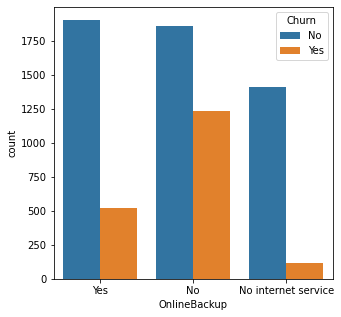 Churn
No
Yes
1750
1500
1250
1000
750
500
250
0
count
Yes
No
No internet service
OnlineBackup